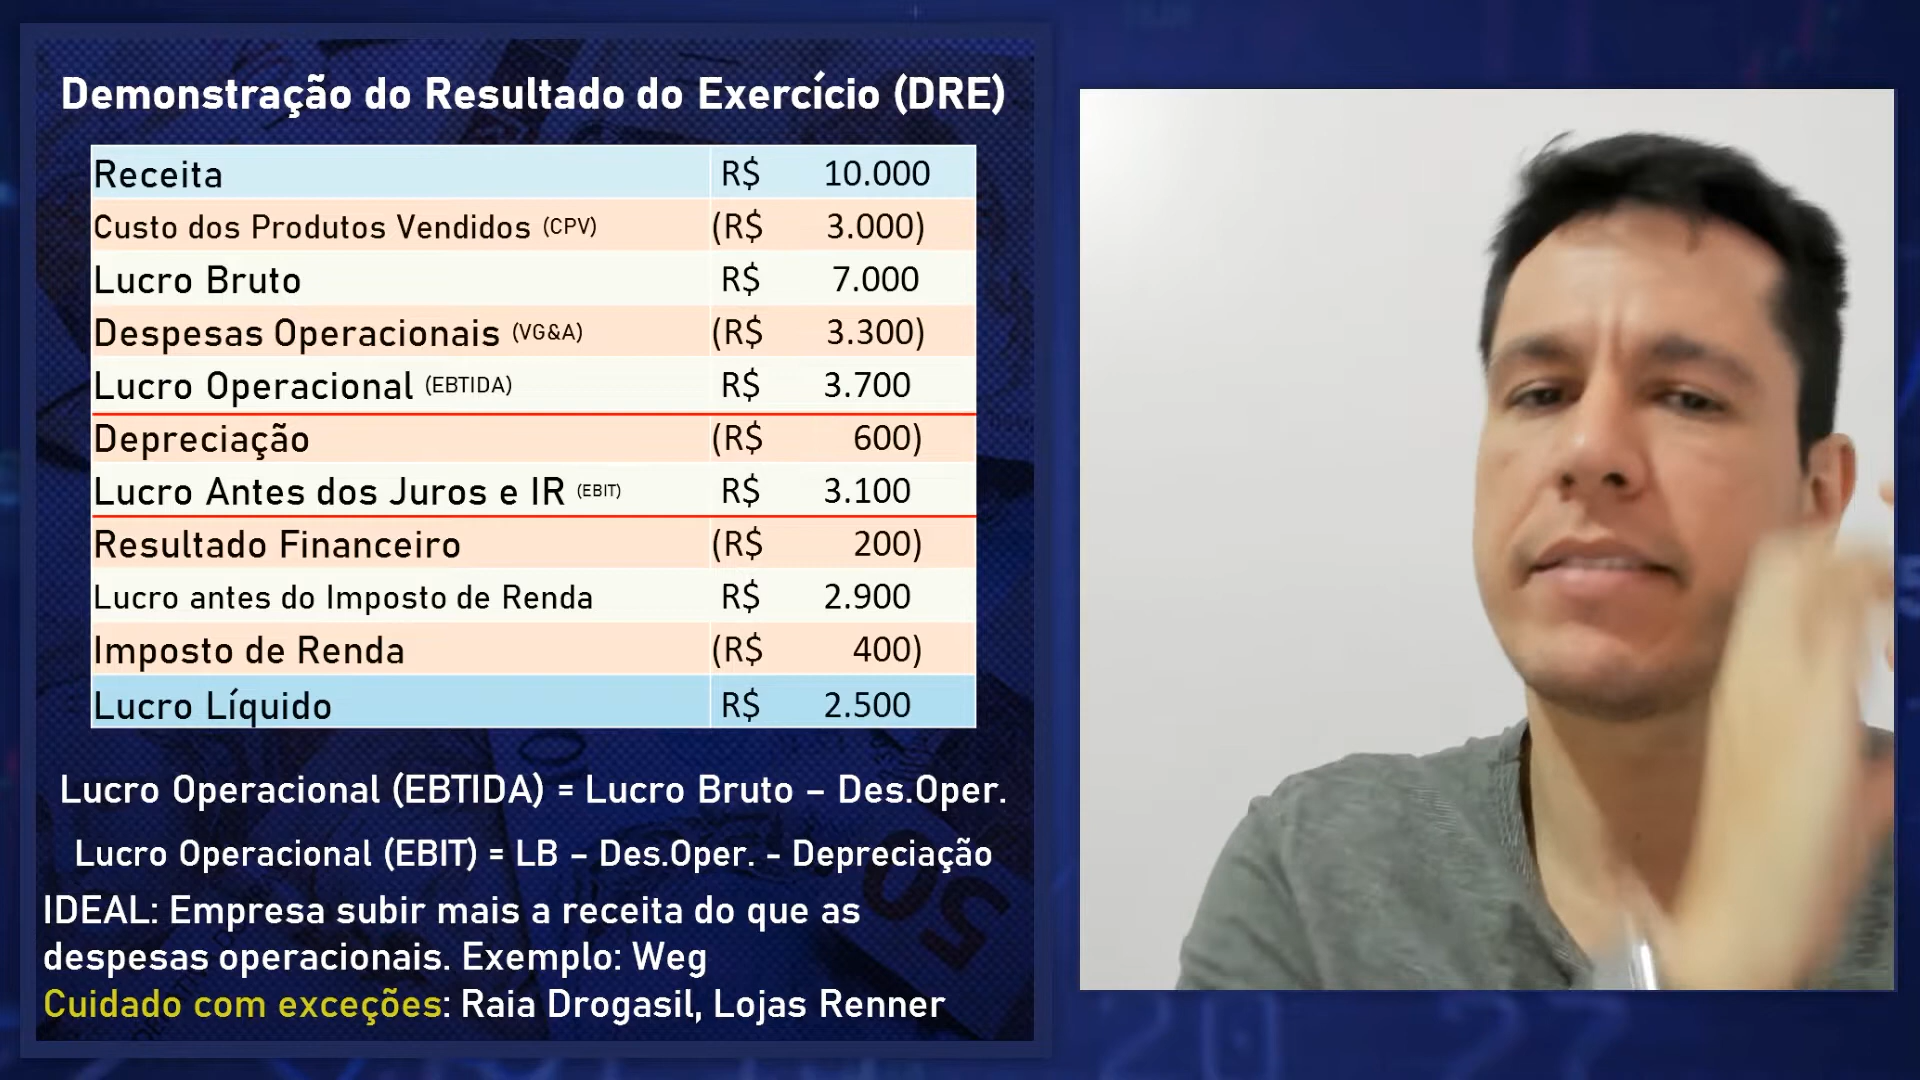 Demonstração do Resultado do Exercício (DRE)
Receita R$ 10.000
Custo dos Produtos Vendidos (CPV) (R$ 3.000)
Lucro Bruto R$ 7.000
Despesas Operacionais (VG&A) (R$ 3.300)
Lucro Operacional (EBTIDA) R$ 3.700
Depreciação (R$ 600)
Lucro Antes dos Juros e IR (EBIT) R$ 3.100
Resultado Financeiro (R$ 200)
Lucro antes do Imposto de Renda R$ 2.900
Imposto de Renda (R$ 400)
Lucro Líquido R$ 2.500
Lucro Operacional (EBTIDA) = Lucro Bruto – Des.Oper.
Lucro Operacional (EBIT) = LB – Des.Oper. - Depreciação
IDEAL: Empresa subir mais a receita do que as
despesas operacionais. Exemplo: Weg
Cuidado com exceções: Raia Drogasil, Lojas Renner